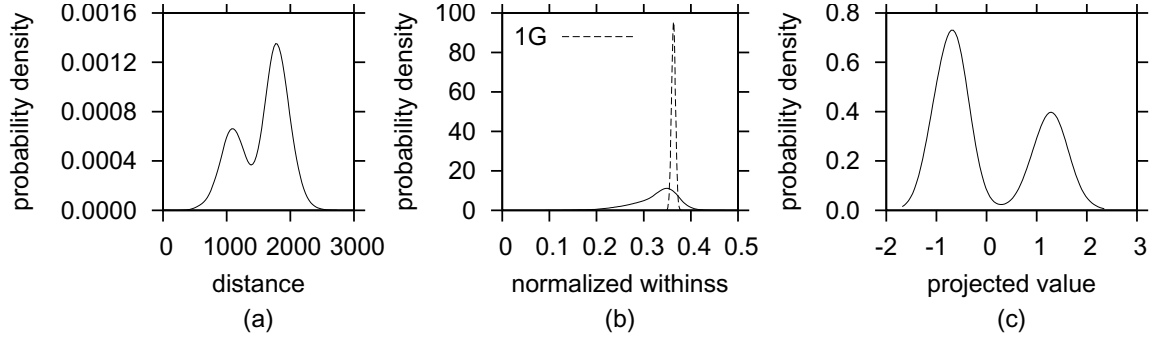 probability density
0.0016
0.0012
0.0008
0.0004
0.0000
0 1000 2000 3000
distance
(a)
probability density
100
80
60
40
20
0
1G
0 0.1 0.2 0.3 0.4 0.5
normalized withinss
(b)
probability density
0.8
0.6
0.4
0.2
0.0
-2 -1 0 1 2 3
projected value
(c)